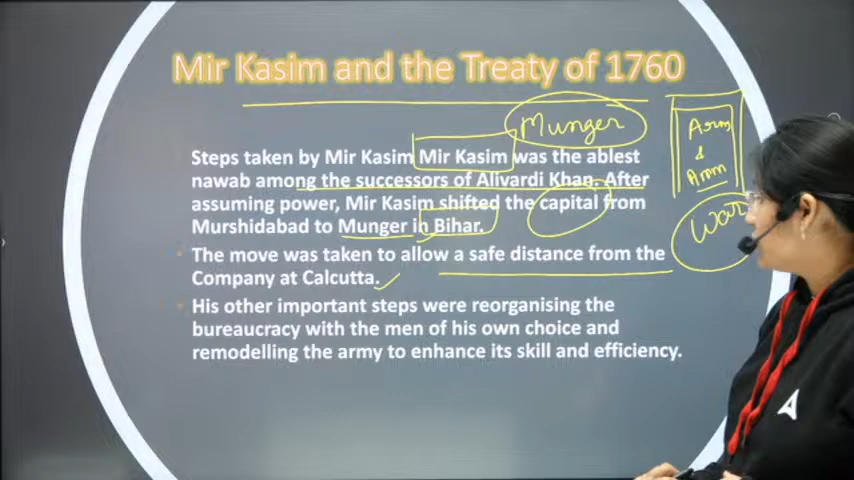 Mir Kasim and the Treaty of 1760
Munger
Arm
&
Amm
War
Steps taken by Mir Kasim Mir Kasim was the ablest
nawab among the successors of Alivardi Khan. After
assuming power, Mir Kasim shifted the capital from
Murshidabad to Munger in Bihar.
The move was taken to allow a safe distance from the
Company at Calcutta.
His other important steps were reorganising the
bureaucracy with the men of his own choice and
remodelling the army to enhance its skill and efficiency.